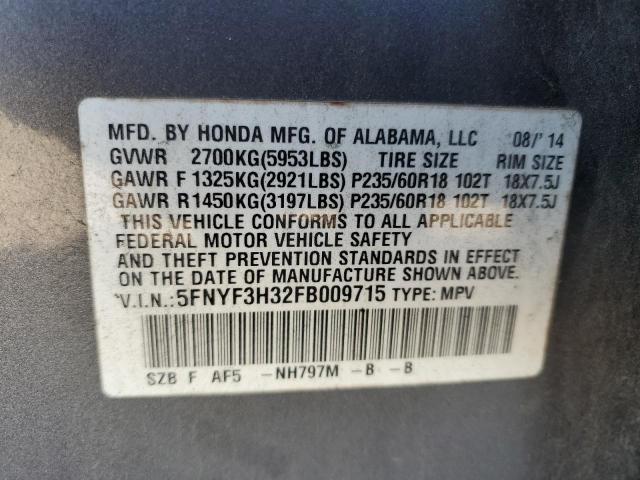 MFD. BY HONDA MFG. OF ALABAMA, LLC 08/'14
GVWR 2700KG(5953LBS) TIRE SIZE RIM SIZE
GAWR F 1325KG(2921LBS) P235/60R18 102T 18X7.5J
GAWR R1450KG(3197LBS) P235/60R18 102T 18X7.5J
THIS VEHICLE CONFORMS TO ALL APPLICABLE
FEDERAL MOTOR VEHICLE SAFETY
AND THEFT PREVENTION STANDARDS IN EFFECT
ON THE DATE OF MANUFACTURE SHOWN ABOVE.
V.I.N.:5FNYF3H32FB009715 TYPE: MPV
SZB F AF5 -NH797M -B -B